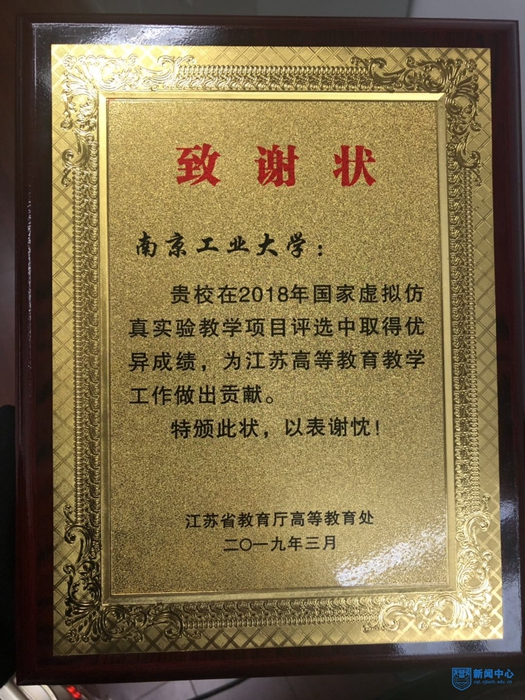 致谢状
南京工业大学：
贵校在2018年国家虚拟仿
真实验教学项目评选中取得优
异成绩，为江苏高等教育教学
工作做出贡献。
特颁此状，以表谢忱！
江苏省教育厅高等教育处
二〇一九年三月
新闻中心